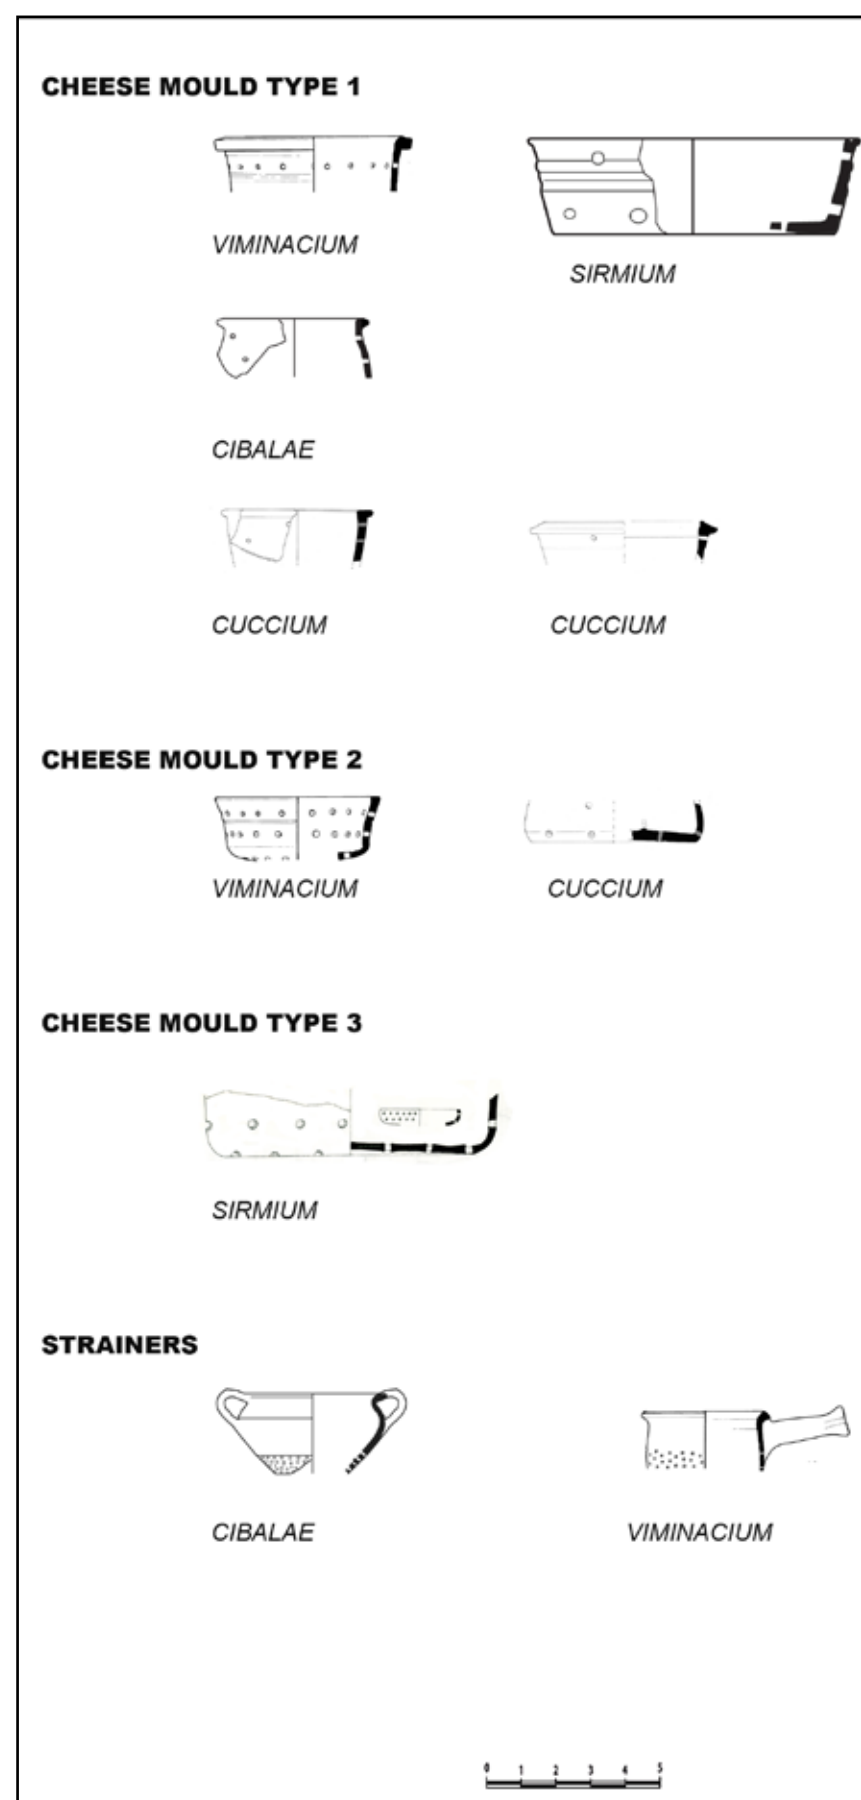 CHEESE MOULD TYPE 1
VIMINACIUM
SIRMIUM
CIBALAE
CUCCIUM
CUCCIUM
CHEESE MOULD TYPE 2
VIMINACIUM
CUCCIUM
CHEESE MOULD TYPE 3
SIRMIUM
STRAINERS
CIBALAE
VIMINACIUM
0 1 2 3 4 5